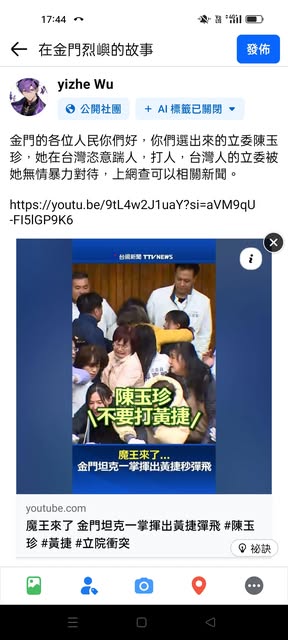 17:44
在金門烈嶼的故事
發佈
yizhe Wu
公開社團
+ AI 標籤已關閉
金門的各位人民你們好，你們選出來的立委陳玉
珍，她在台灣恣意踹人，打人，台灣人的立委被
她無情暴力對待，上網查可以相關新聞。
https://youtu.be/9tL4w2J1uaY?si=aVM9qU
-FI5lGP9K6
台視新聞 TTV NEWS
陳玉珍
\不要打黃捷/
魔王來了...
金門坦克一掌揮出黃捷秒彈飛
youtube.com
魔王來了 金門坦克一掌揮出黃捷彈飛 #陳玉
珍 #黃捷 #立院衝突
祕訣